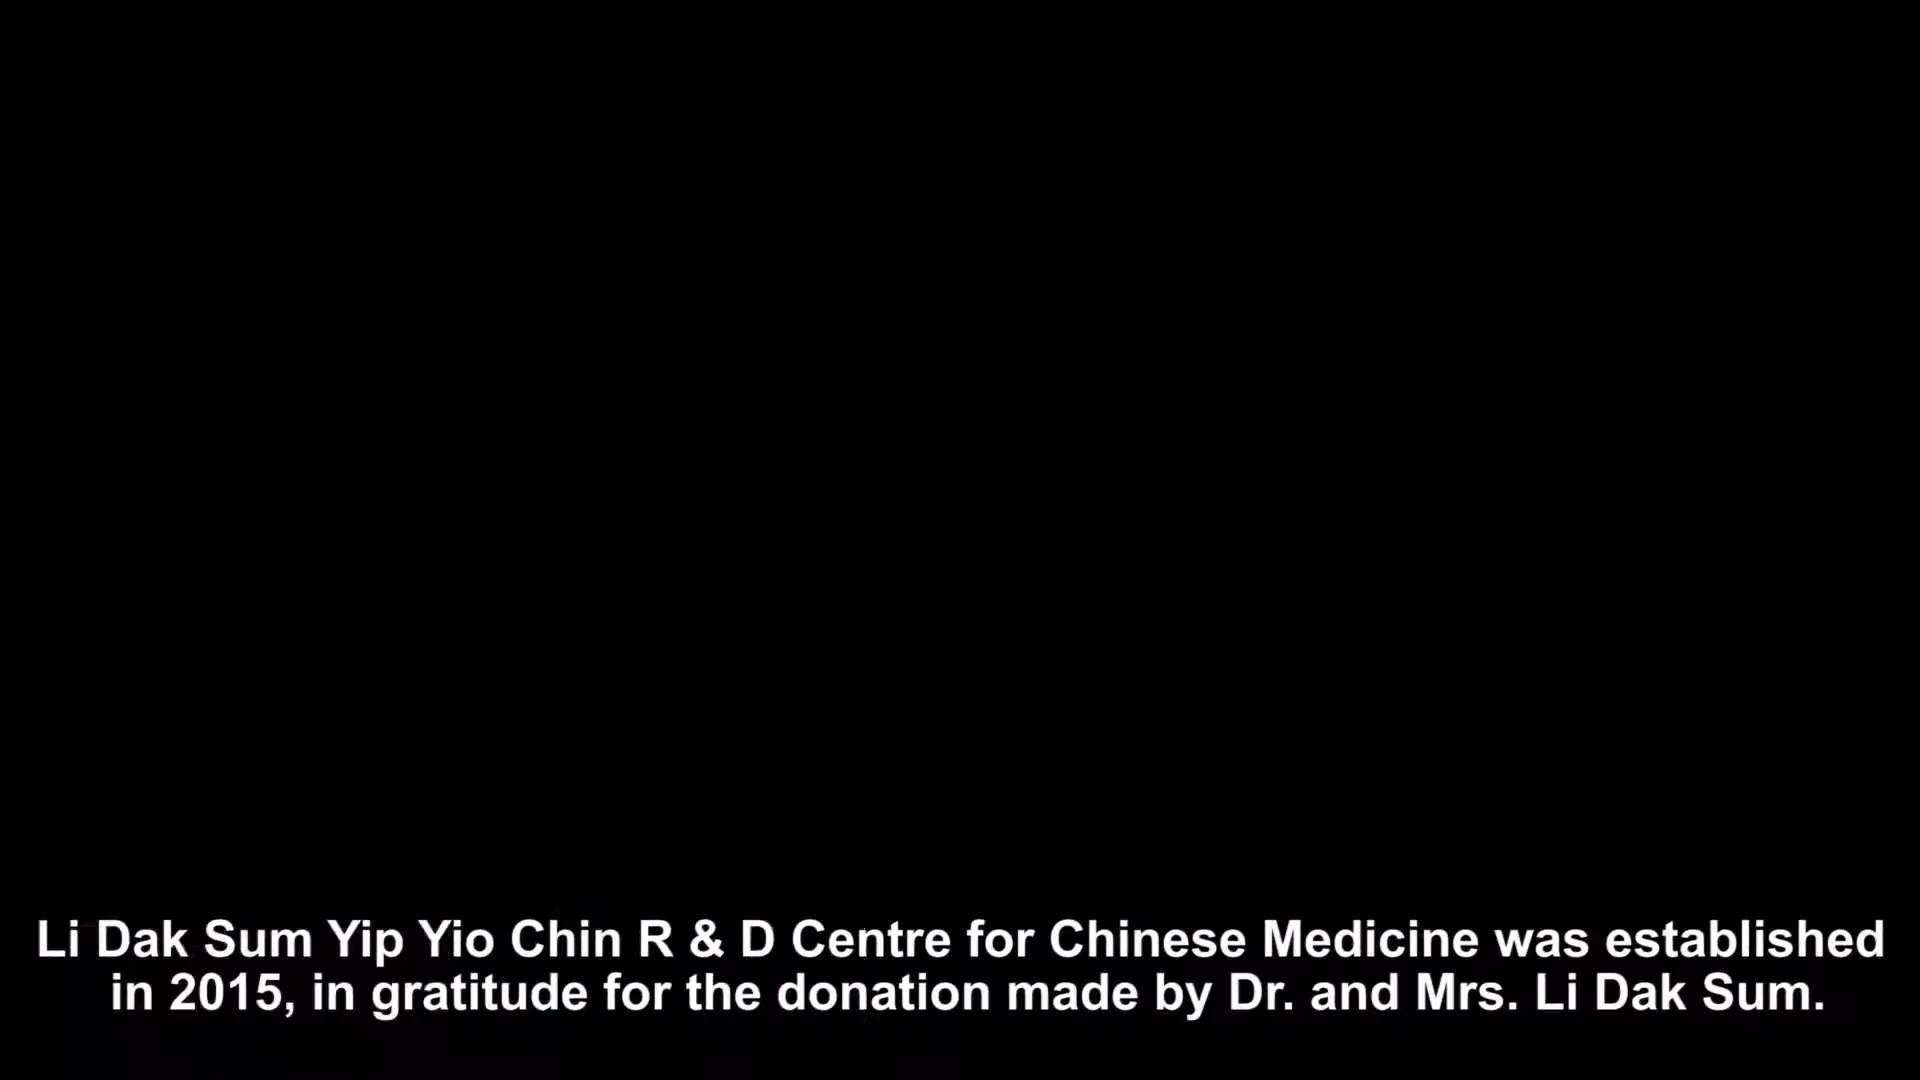 Li Dak Sum Yip Yio Chin R & D Centre for Chinese Medicine was established
in 2015, in gratitude for the donation made by Dr. and Mrs. Li Dak Sum.